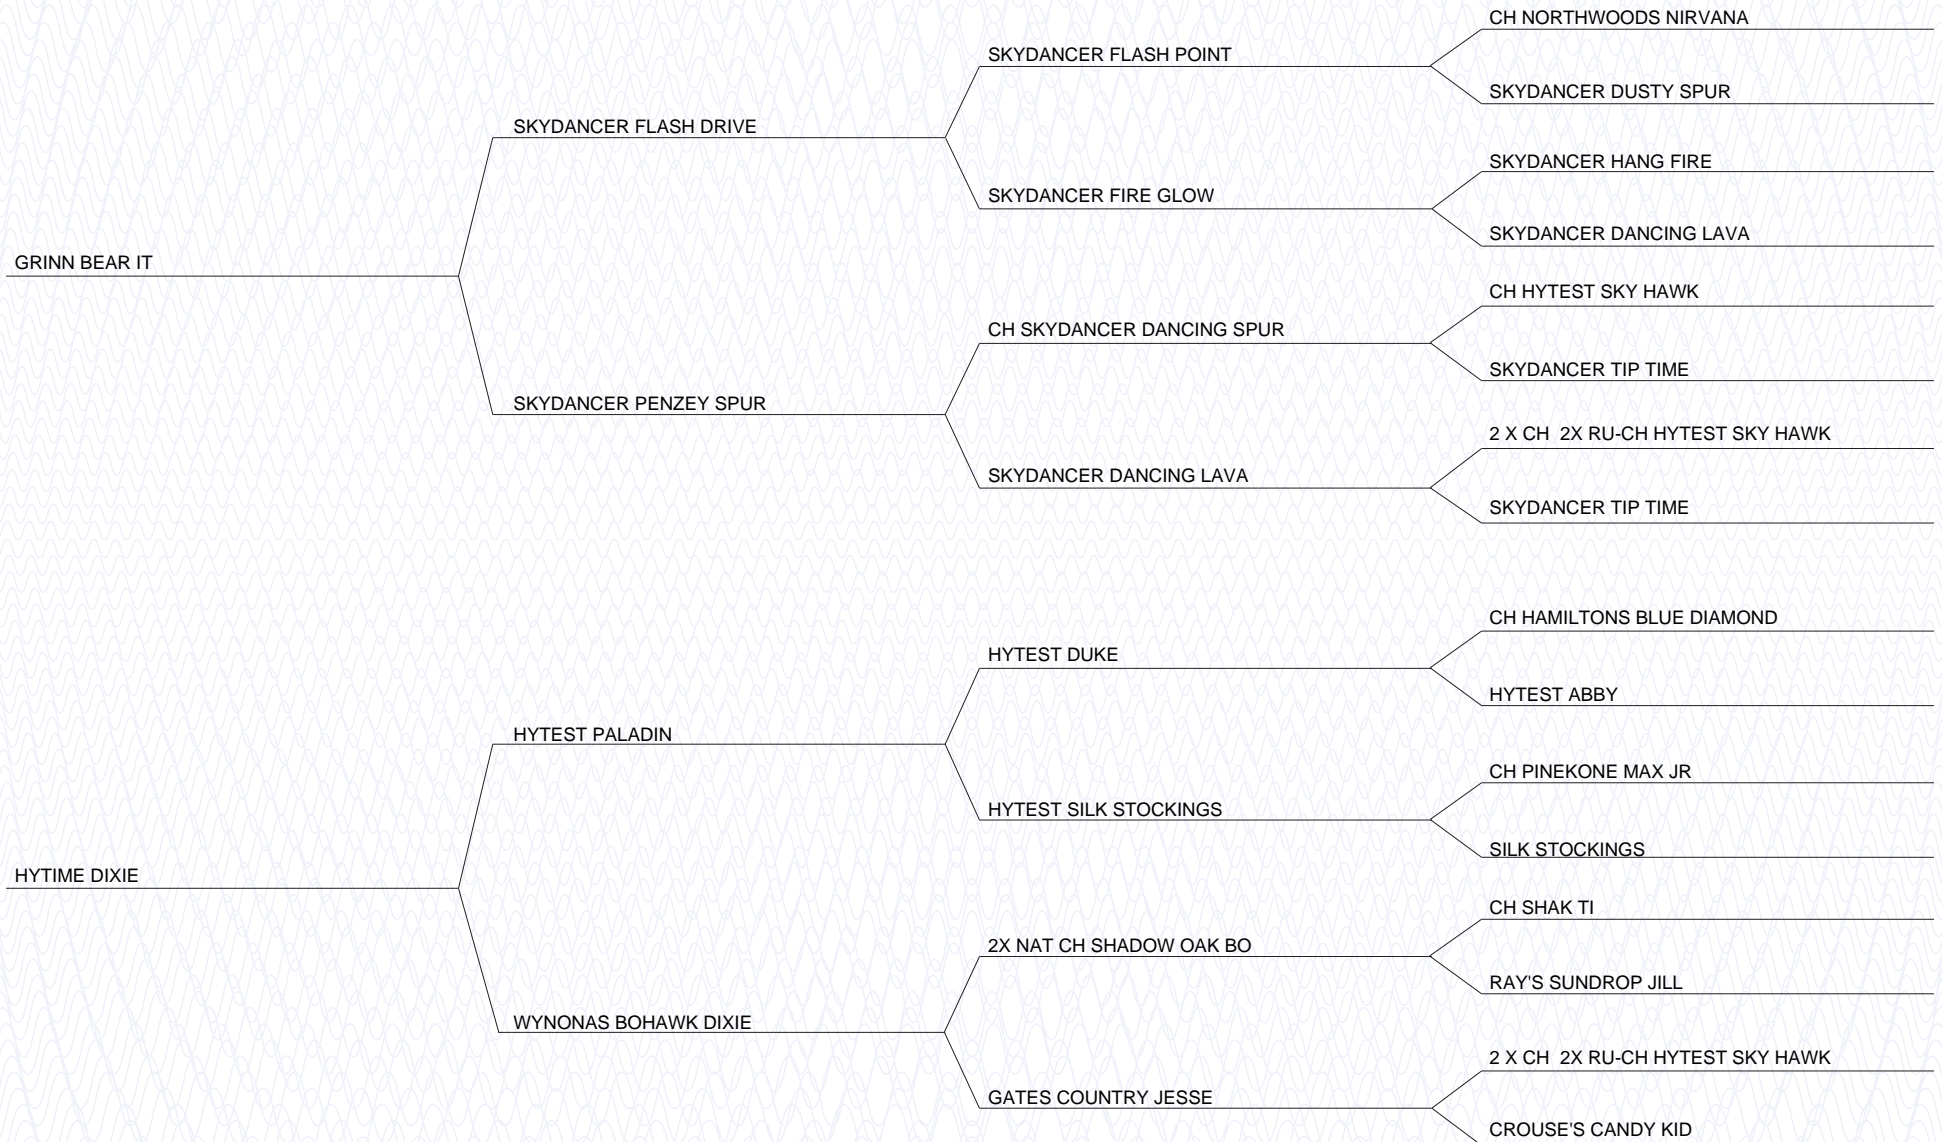 CH NORTHWOODS NIRVANA
SKYDANCER FLASH POINT
SKYDANCER DUSTY SPUR
SKYDANCER FLASH DRIVE
SKYDANCER HANG FIRE
SKYDANCER FIRE GLOW
SKYDANCER DANCING LAVA
GRINN BEAR IT
CH HYTEST SKY HAWK
CH SKYDANCER DANCING SPUR
SKYDANCER TIP TIME
SKYDANCER PENZEY SPUR
2 X CH  2X RU-CH HYTEST SKY HAWK
SKYDANCER DANCING LAVA
SKYDANCER TIP TIME
CH HAMILTONS BLUE DIAMOND
HYTEST DUKE
HYTEST ABBY
HYTEST PALADIN
CH PINEKONE MAX JR
HYTEST SILK STOCKINGS
SILK STOCKINGS
HYTIME DIXIE
CH SHAK TI
2X NAT CH SHADOW OAK BO
RAY'S SUNDROP JILL
WYNONAS BOHAWK DIXIE
2 X CH  2X RU-CH HYTEST SKY HAWK
GATES COUNTRY JESSE
CROUSE'S CANDY KID